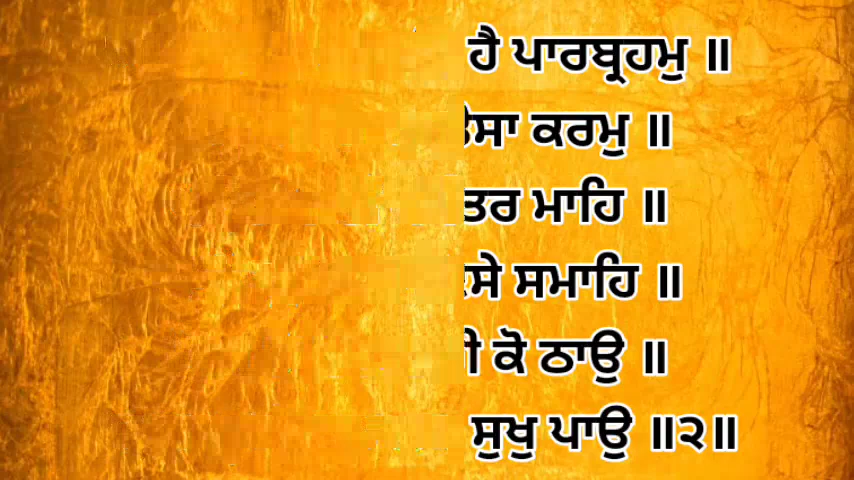 ਹੈ ਪਾਰਬ੍ਰਹਮੁ ॥
ਕਰਮੁ ॥
ਮਾਹਿ ॥
ਸਮਾਹਿ ॥
ਕੋ ਠਾਉ ॥
ਸੁਖੁ ਪਾਉ ॥੨॥